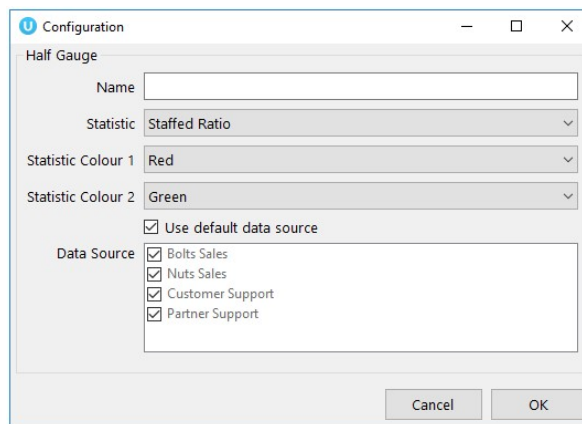 U Configuration
Half Gauge
Name
Statistic Staffed Ratio
Statistic Colour 1 Red
Statistic Colour 2 Green
Use default data source
Data Source Bolts Sales
Nuts Sales
Customer Support
Partner Support
Cancel OK